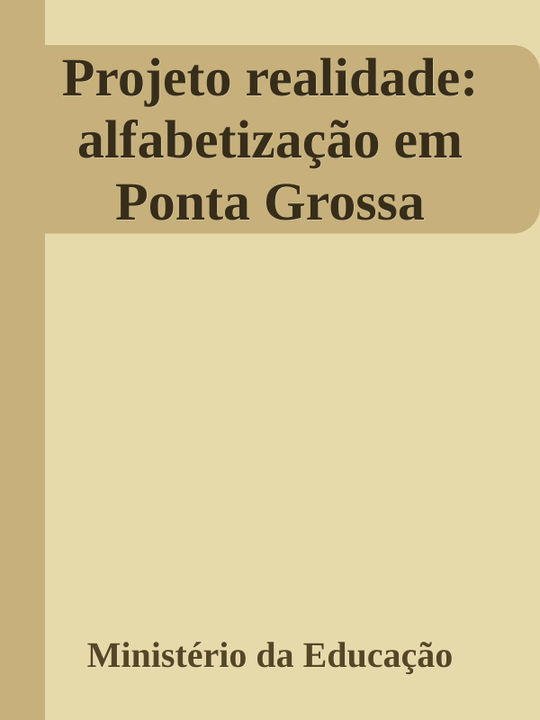 Projeto realidade:
alfabetização em
Ponta Grossa
Ministério da Educação